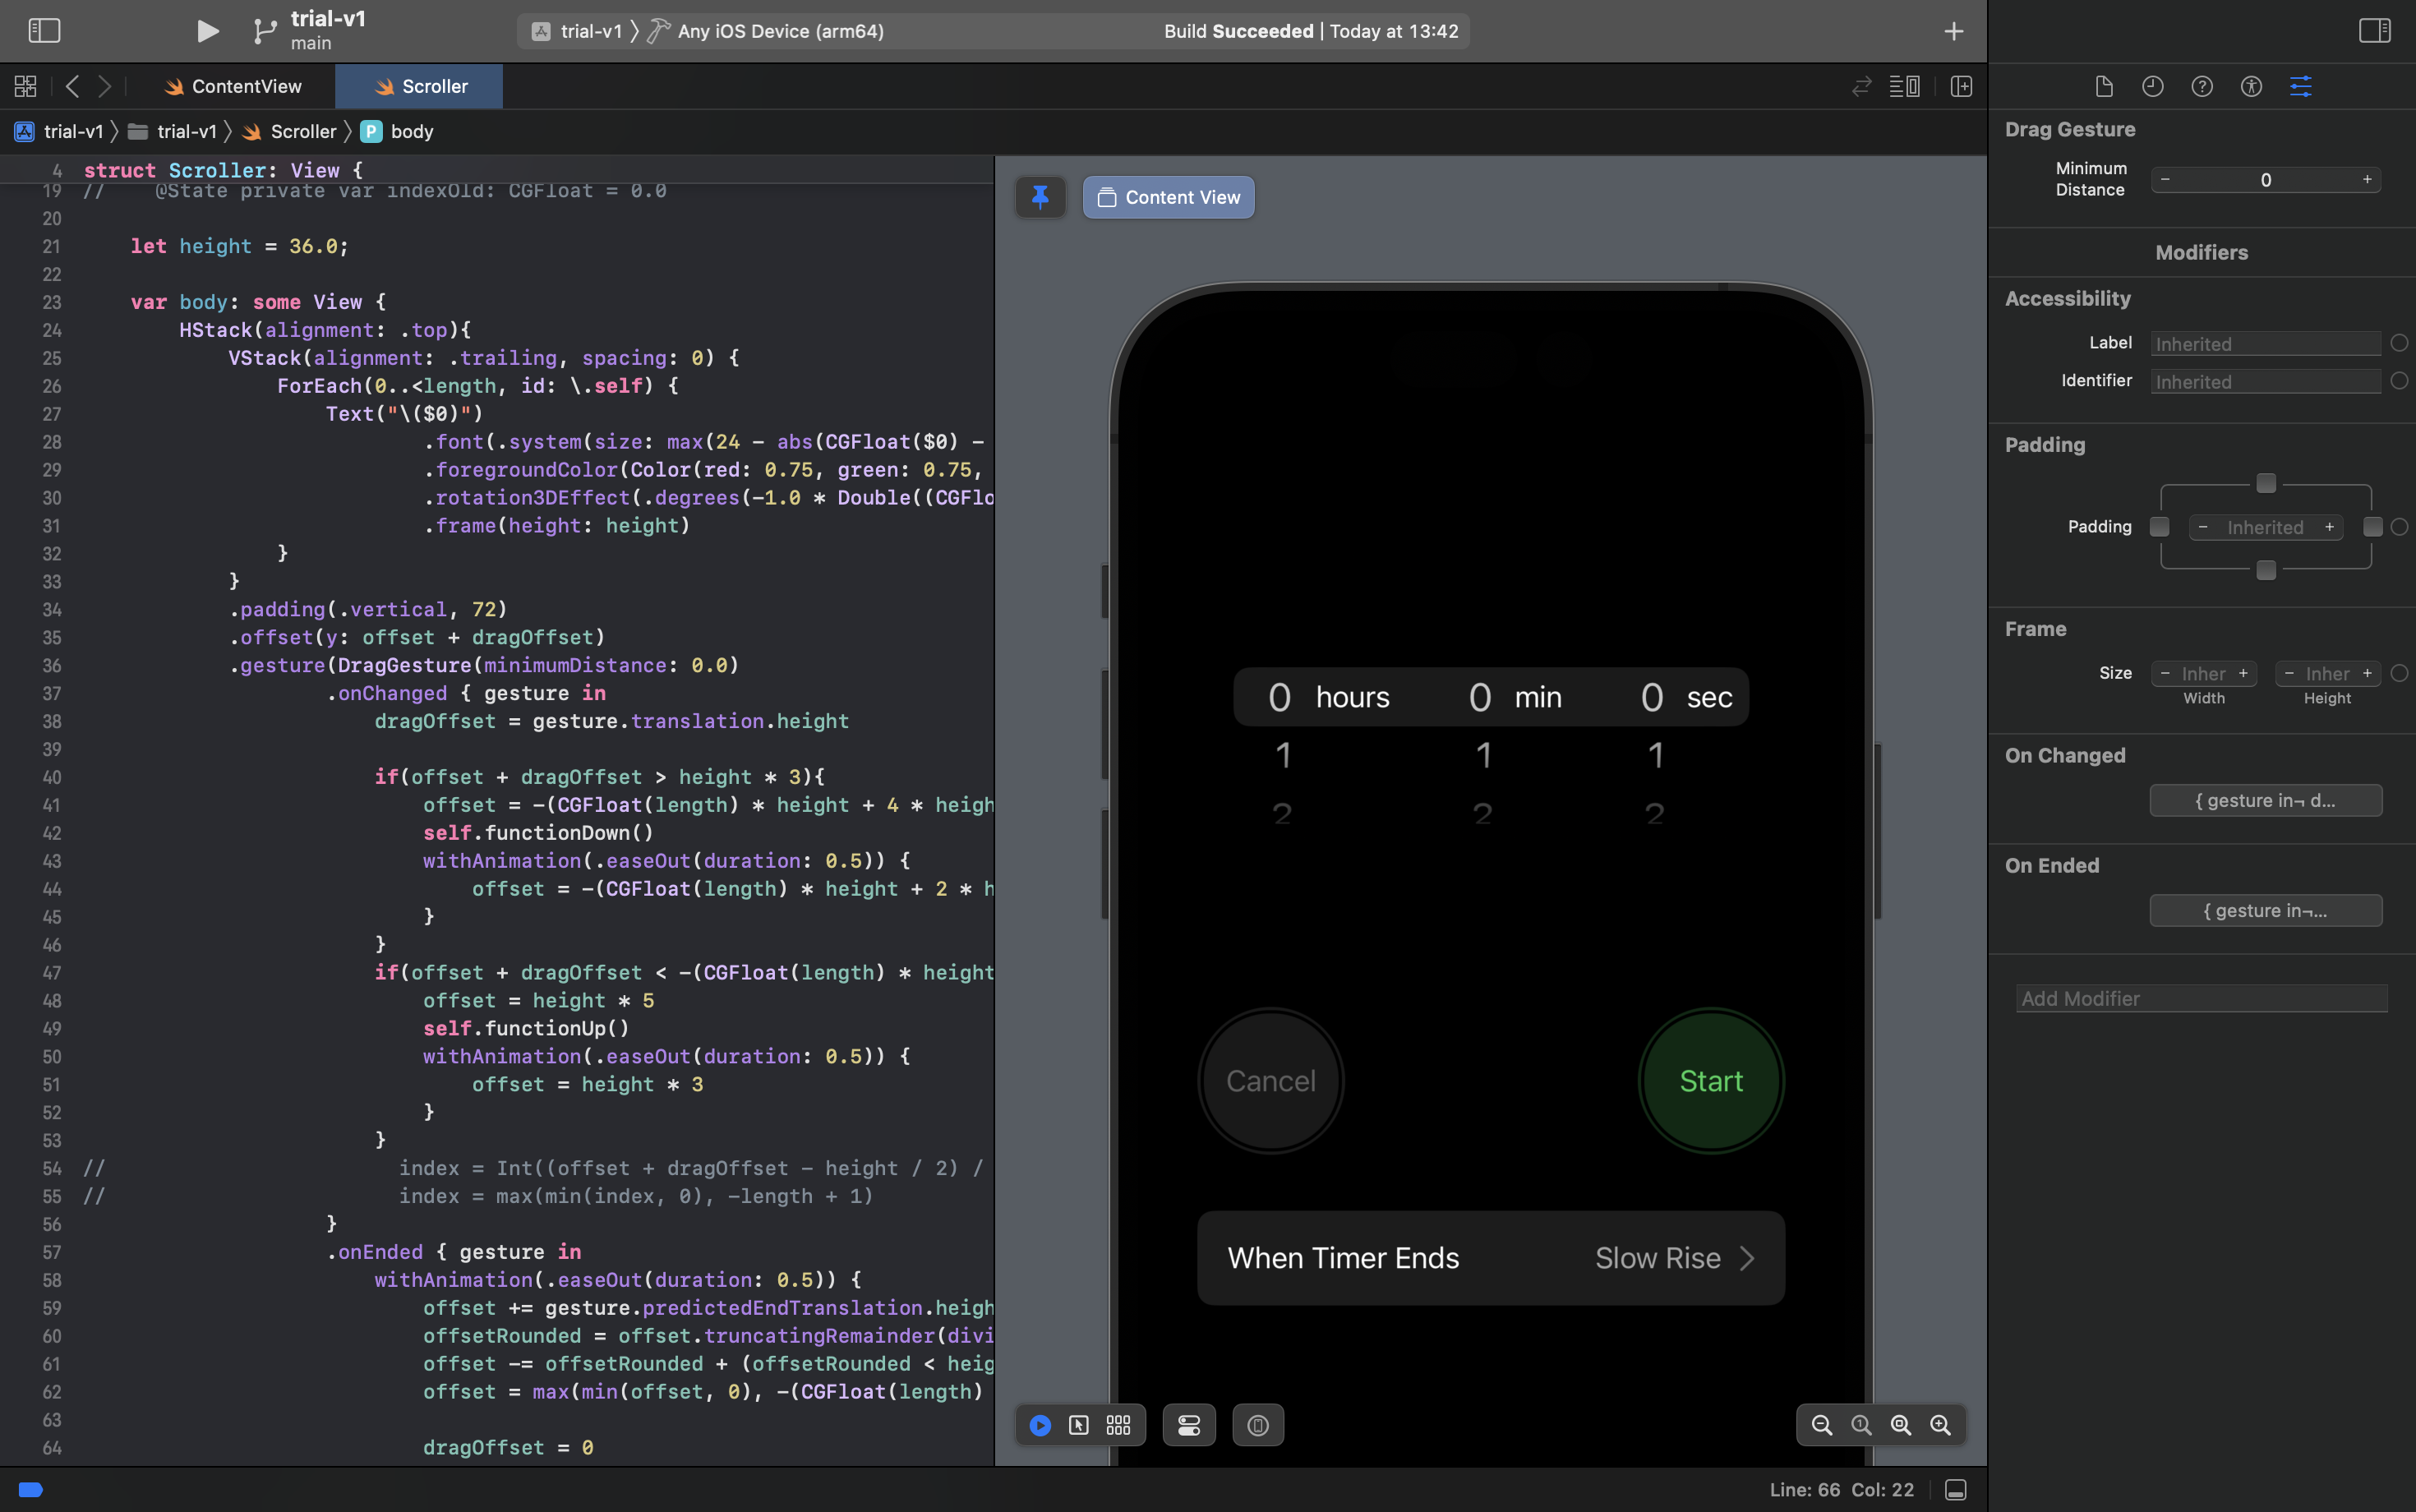 trial-v1
main
trial-v1 〉 Any iOS Device (arm64)
Build Succeeded | Today at 13:42
ContentView
Scroller
trial-v1 〉 trial-v1 〉 Scroller 〉 P body
4 struct Scroller: View {
19 //    @State private var indexOld: CGFloat = 0.0
20
21     let height = 36.0;
22
23     var body: some View {
24         HStack(alignment: .top){
25             VStack(alignment: .trailing, spacing: 0) {
26                 ForEach(0..<length, id: \.self) {
27                     Text("\($0)")
28                             .font(.system(size: max(24 - abs(CGFloat($0) -
29                             .foregroundColor(Color(red: 0.75, green: 0.75,
30                             .rotation3DEffect(.degrees(-1.0 * Double((CGFlo
31                             .frame(height: height)
32                 }
33             }
34             .padding(.vertical, 72)
35             .offset(y: offset + dragOffset)
36             .gesture(DragGesture(minimumDistance: 0.0)
37                     .onChanged { gesture in
38                         dragOffset = gesture.translation.height
39
40                         if(offset + dragOffset > height * 3){
41                             offset = -(CGFloat(length) * height + 4 * heigh
42                             self.functionDown()
43                             withAnimation(.easeOut(duration: 0.5)) {
44                                 offset = -(CGFloat(length) * height + 2 * h
45                             }
46                         }
47                         if(offset + dragOffset < -(CGFloat(length) * height
48                             offset = height * 5
49                             self.functionUp()
50                             withAnimation(.easeOut(duration: 0.5)) {
51                                 offset = height * 3
52                             }
53                         }
54 //                        index = Int((offset + dragOffset - height / 2) /
55 //                        index = max(min(index, 0), -length + 1)
56                     }
57                     .onEnded { gesture in
58                         withAnimation(.easeOut(duration: 0.5)) {
59                             offset += gesture.predictedEndTranslation.heigh
60                             offsetRounded = offset.truncatingRemainder(divi
61                             offset -= offsetRounded + (offsetRounded < heig
62                             offset = max(min(offset, 0), -(CGFloat(length)
63
64                             dragOffset = 0
Content View
0 hours 0 min 0 sec
1 1 1
2 2 2
Cancel
Start
When Timer Ends Slow Rise
Line: 66 Col: 22
Drag Gesture
Minimum
Distance
− 0 +
Modifiers
Accessibility
Label Inherited
Identifier Inherited
Padding
Padding − Inherited +
Frame
Size − Inher + − Inher +
Width Height
On Changed
{ gesture in¬ d...
On Ended
{ gesture in¬...
Add Modifier